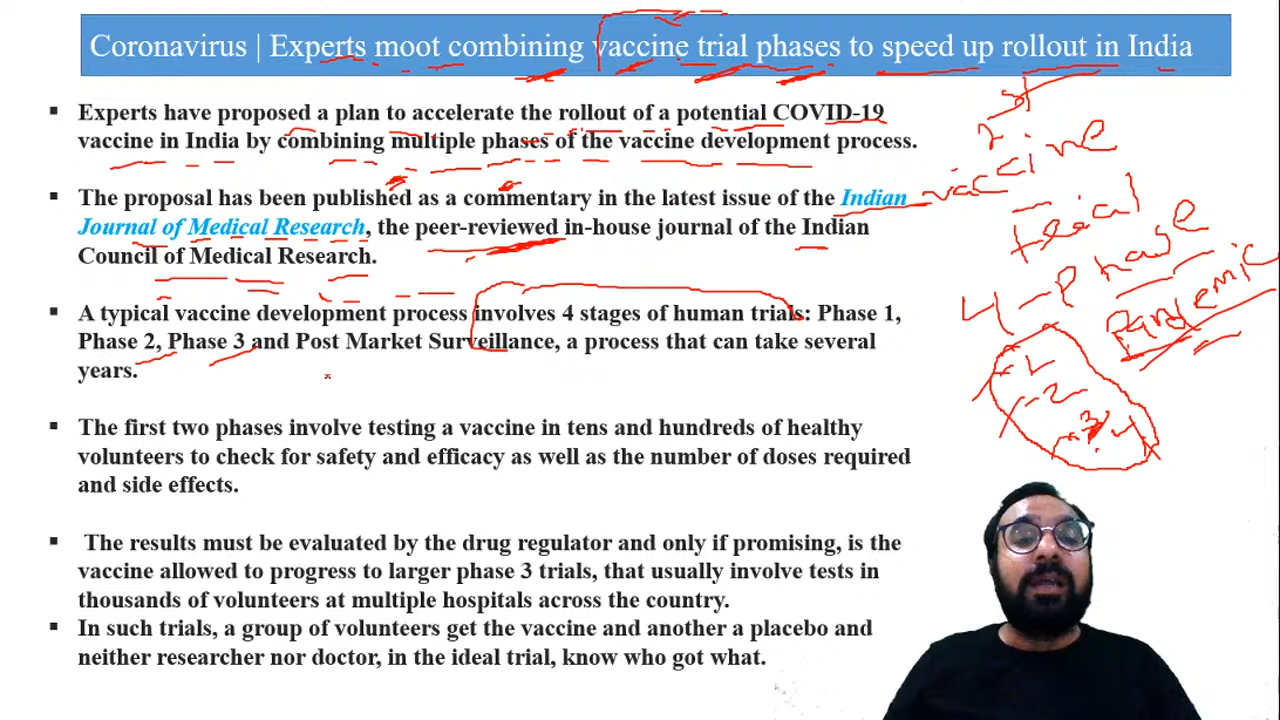 Coronavirus | Experts moot combining vaccine trial phases to speed up rollout in India
▪ Experts have proposed a plan to accelerate the rollout of a potential COVID-19
vaccine in India by combining multiple phases of the vaccine development process.
▪ The proposal has been published as a commentary in the latest issue of the Indian
Journal of Medical Research, the peer-reviewed in-house journal of the Indian
Council of Medical Research.
▪ A typical vaccine development process involves 4 stages of human trials: Phase 1,
Phase 2, Phase 3 and Post Market Surveillance, a process that can take several
years.
▪ The first two phases involve testing a vaccine in tens and hundreds of healthy
volunteers to check for safety and efficacy as well as the number of doses required
and side effects.
▪ The results must be evaluated by the drug regulator and only if promising, is the
vaccine allowed to progress to larger phase 3 trials, that usually involve tests in
thousands of volunteers at multiple hospitals across the country.
▪ In such trials, a group of volunteers get the vaccine and another a placebo and
neither researcher nor doctor, in the ideal trial, know who got what.
vaccine
4-Phase
Pandemic
-2
3
4